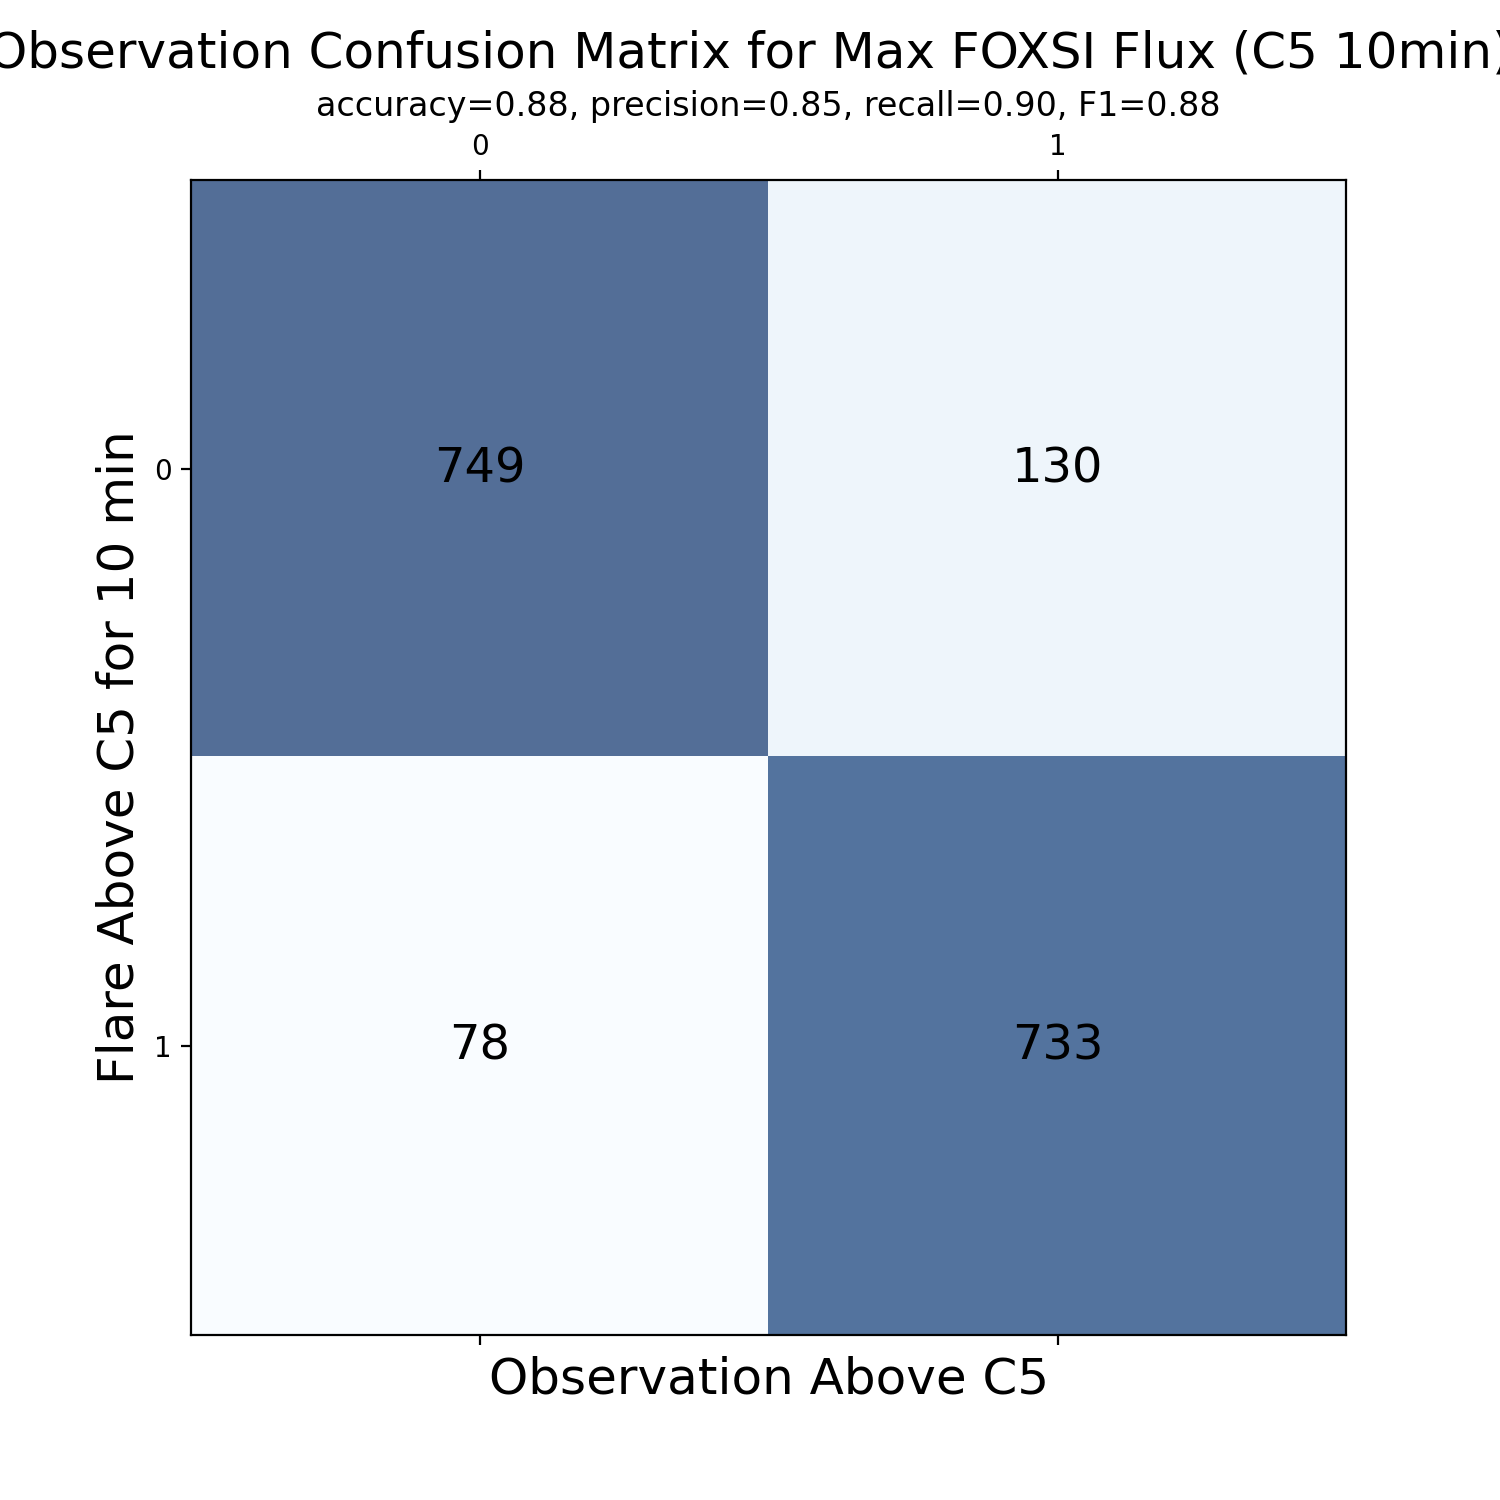 Observation Confusion Matrix for Max FOXSI Flux (C5 10min)
accuracy=0.88, precision=0.85, recall=0.90, F1=0.88
0 1
Flare Above C5 for 10 min
0
749 130
1
78 733
Observation Above C5